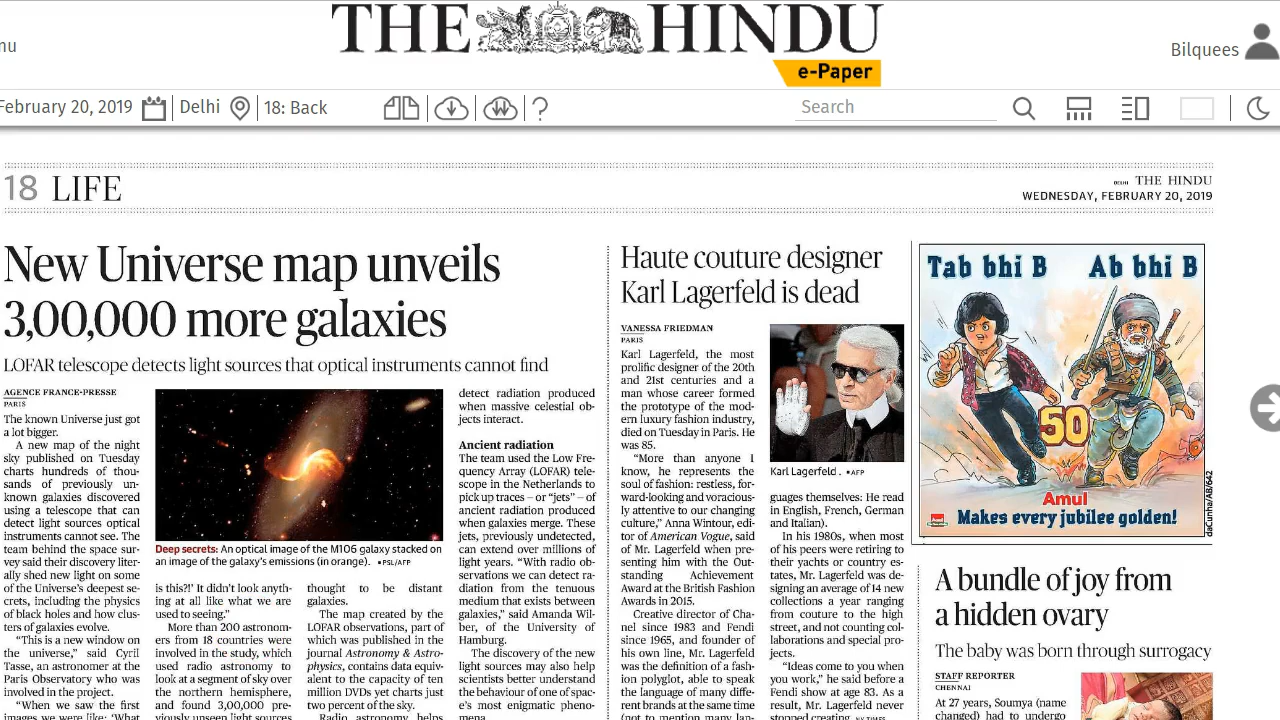 THE HINDU
e-Paper
nu
Bilquees
February 20, 2019
Delhi
18: Back
Search
18 LIFE
THE HINDU
WEDNESDAY, FEBRUARY 20, 2019
New Universe map unveils
3,00,000 more galaxies
LOFAR telescope detects light sources that optical instruments cannot find
AGENCE FRANCE-PRESSE
PARIS
The known Universe just got
a lot bigger.
A new map of the night
sky published on Tuesday
charts hundreds of thou-
sands of previously un-
known galaxies discovered
using a telescope that can
detect light sources optical
instruments cannot see. The
team behind the space sur-
vey said their discovery liter-
ally shed new light on some
of the Universe's deepest se-
crets, including the physics
of black holes and how clus-
ters of galaxies evolve.
“This is a new window on
the universe,” said Cyril
Tasse, an astronomer at the
Paris Observatory who was
involved in the project.
“When we saw the first
images we were like: ‘What
Deep secrets: An optical image of the M106 galaxy stacked on
an image of the galaxy's emissions (in orange). ▪PSL/AFP
is this?!’ It didn't look anyth-
ing at all like what we are
used to seeing.”
More than 200 astronom-
ers from 18 countries were
involved in the study, which
used radio astronomy to
look at a segment of sky over
the northern hemisphere,
and found 3,00,000 pre-
viously unseen light sources
thought to be distant
galaxies.
The map created by the
LOFAR observations, part of
which was published in the
journal Astronomy & Astro-
physics, contains data equiv-
alent to the capacity of ten
million DVDs yet charts just
two percent of the sky.
Radio astronomy helps
detect radiation produced
when massive celestial ob-
jects interact.
Ancient radiation
The team used the Low Fre-
quency Array (LOFAR) tele-
scope in the Netherlands to
pick up traces – or “jets” – of
ancient radiation produced
when galaxies merge. These
jets, previously undetected,
can extend over millions of
light years. “With radio ob-
servations we can detect ra-
diation from the tenuous
medium that exists between
galaxies,” said Amanda Wil-
ber, of the University of
Hamburg.
The discovery of the new
light sources may also help
scientists better understand
the behaviour of one of spac-
e's most enigmatic pheno-
mena
Haute couture designer
Karl Lagerfeld is dead
VANESSA FRIEDMAN
PARIS
Karl Lagerfeld, the most
prolific designer of the 20th
and 21st centuries and a
man whose career formed
the prototype of the mod-
ern luxury fashion industry,
died on Tuesday in Paris. He
was 85.
“More than anyone I
know, he represents the
soul of fashion: restless, for-
ward-looking and voracious-
ly attentive to our changing
culture,” Anna Wintour, edi-
tor of American Vogue, said
of Mr. Lagerfeld when pre-
senting him with the Out-
standing Achievement
Award at the British Fashion
Awards in 2015.
Creative director of Cha-
nel since 1983 and Fendi
since 1965, and founder of
his own line, Mr. Lagerfeld
was the definition of a fash-
ion polyglot, able to speak
the language of many diffe-
rent brands at the same time
(not to mention many lan-
Karl Lagerfeld . ▪AFP
guages themselves: He read
in English, French, German
and Italian).
In his 1980s, when most
of his peers were retiring to
their yachts or country es-
tates, Mr. Lagerfeld was de-
signing an average of 14 new
collections a year ranging
from couture to the high
street, and not counting col-
laborations and special pro-
jects.
“Ideas come to you when
you work,” he said before a
Fendi show at age 83. As a
result, Mr. Lagerfeld never
stopped creating. NY TIMES
Tab bhi B Ab bhi B
50
Amul
Makes every jubilee golden!
daCunha/AB/642
A bundle of joy from
a hidden ovary
The baby was born through surrogacy
STAFF REPORTER
CHENNAI
At 27 years, Soumya (name
changed) had to undergo